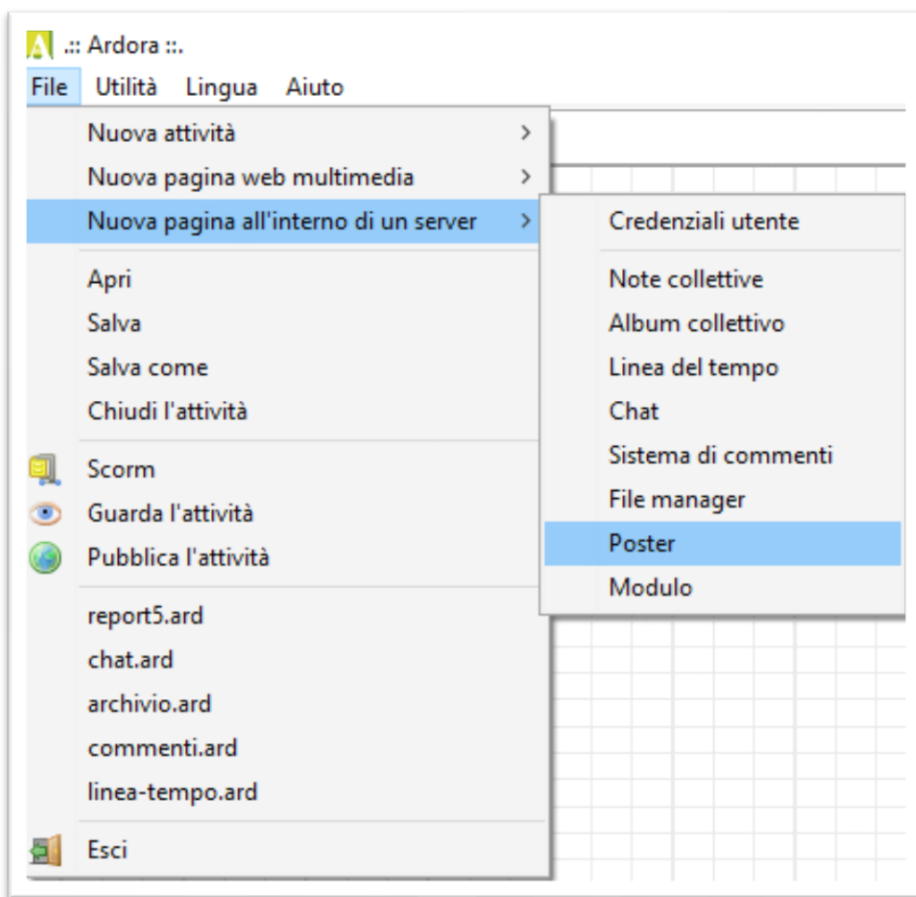 .:: Ardora ::.
File Utilità Lingua Aiuto
Nuova attività
Nuova pagina web multimedia
Nuova pagina all'interno di un server
Apri
Salva
Salva come
Chiudi l'attività
Scorm
Guarda l'attività
Pubblica l'attività
report5.ard
chat.ard
archivio.ard
commenti.ard
linea-tempo.ard
Esci
Credenziali utente
Note collettive
Album collettivo
Linea del tempo
Chat
Sistema di commenti
File manager
Poster
Modulo